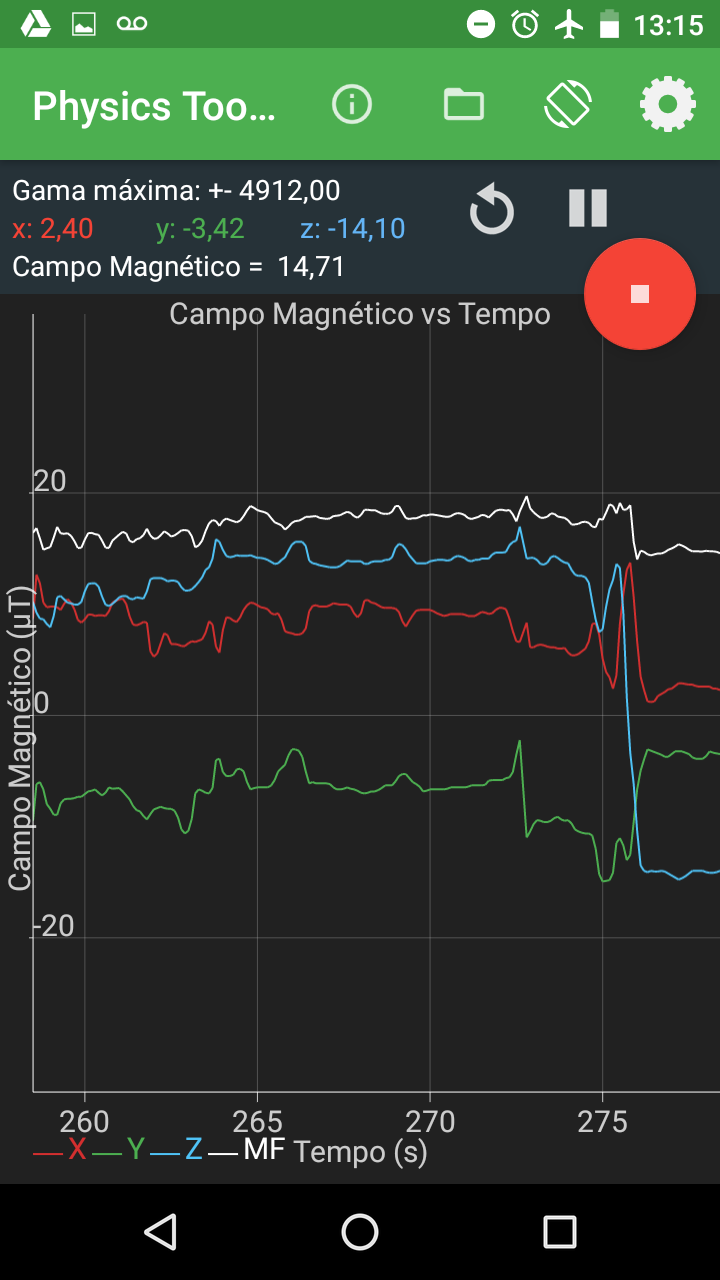 13:15
Physics Too...
Gama máxima: +- 4912,00
x: 2,40 y: -3,42 z: -14,10
Campo Magnético = 14,71
Campo Magnético vs Tempo
20
0
-20
Campo Magnético (µT)
260 265 270 275
X Y Z MF Tempo (s)